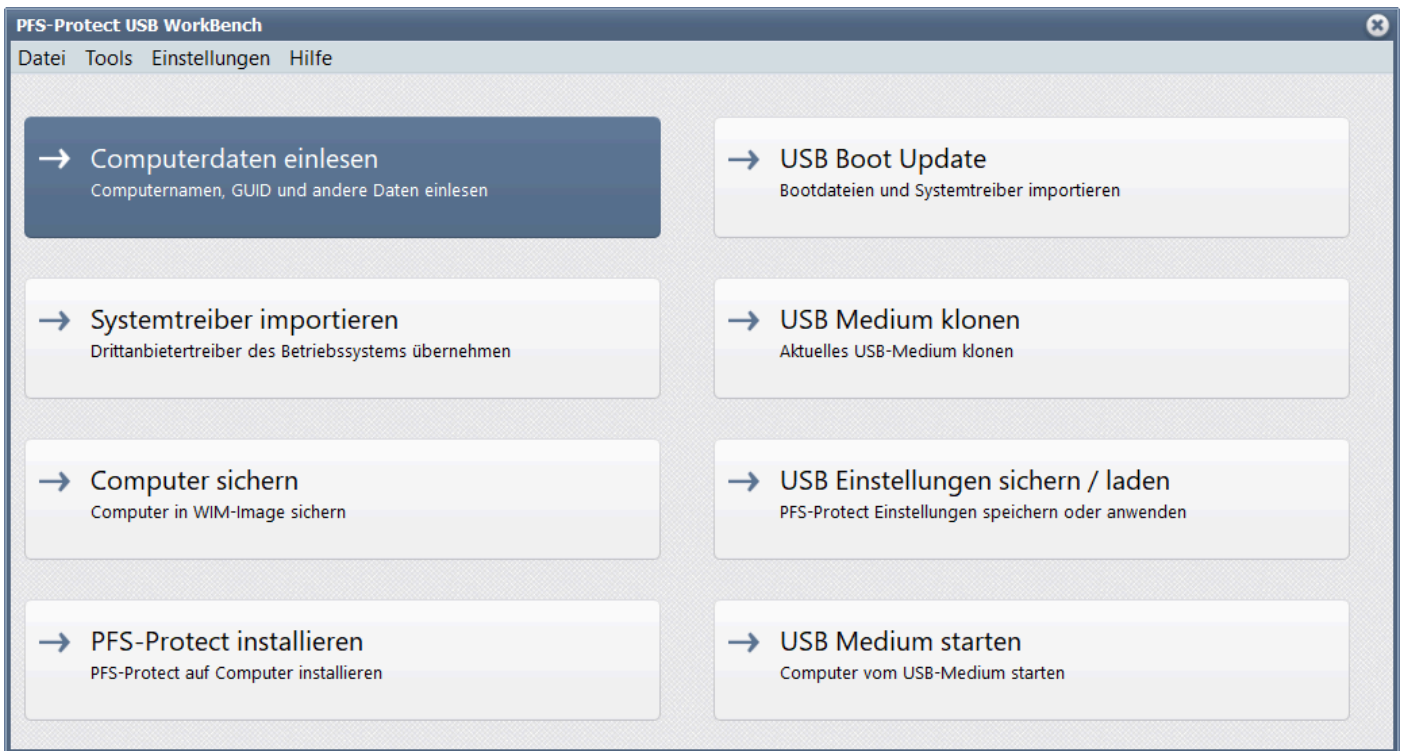 PFS-Protect USB WorkBench
Datei Tools Einstellungen Hilfe
Computerdaten einlesen
Computernamen, GUID und andere Daten einlesen
USB Boot Update
Bootdateien und Systemtreiber importieren
Systemtreiber importieren
Drittanbietertreiber des Betriebssystems übernehmen
USB Medium klonen
Aktuelles USB-Medium klonen
Computer sichern
Computer in WIM-Image sichern
USB Einstellungen sichern / laden
PFS-Protect Einstellungen speichern oder anwenden
PFS-Protect installieren
PFS-Protect auf Computer installieren
USB Medium starten
Computer vom USB-Medium starten